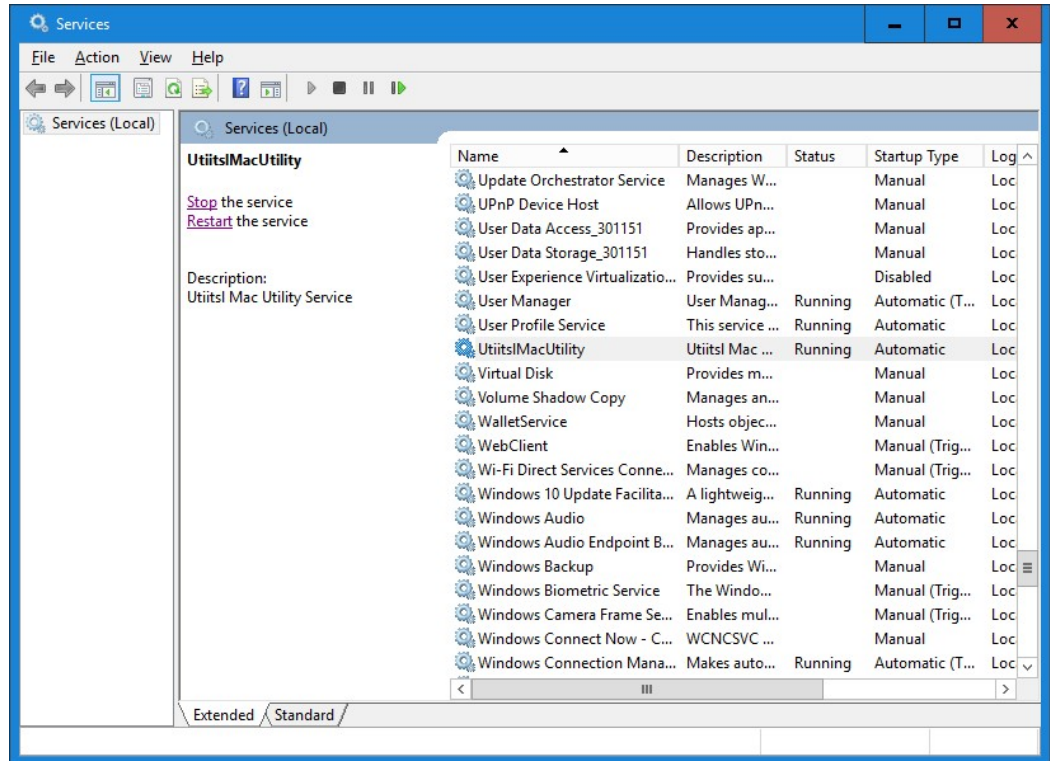 Services
File Action View Help
Services (Local)
Services (Local)
UtiitslMacUtility
Stop the service
Restart the service
Description:
Utiitsl Mac Utility Service
Name Description Status Startup Type Log
Update Orchestrator Service Manages W... Manual Loc
UPnP Device Host Allows UPn... Manual Loc
User Data Access_301151 Provides ap... Manual Loc
User Data Storage_301151 Handles sto... Manual Loc
User Experience Virtualizatio... Provides su... Disabled Loc
User Manager User Manag... Running Automatic (T... Loc
User Profile Service This service ... Running Automatic Loc
UtiitslMacUtility Utiitsl Mac ... Running Automatic Loc
Virtual Disk Provides m... Manual Loc
Volume Shadow Copy Manages an... Manual Loc
WalletService Hosts objec... Manual Loc
WebClient Enables Win... Manual (Trig... Loc
Wi-Fi Direct Services Conne... Manages co... Manual (Trig... Loc
Windows 10 Update Facilita... A lightweig... Running Automatic Loc
Windows Audio Manages au... Running Automatic Loc
Windows Audio Endpoint B... Manages au... Running Automatic Loc
Windows Backup Provides Wi... Manual Loc
Windows Biometric Service The Windo... Manual (Trig... Loc
Windows Camera Frame Se... Enables mul... Manual (Trig... Loc
Windows Connect Now - C... WCNCSVC ... Manual Loc
Windows Connection Mana... Makes auto... Running Automatic (T... Loc
Extended Standard